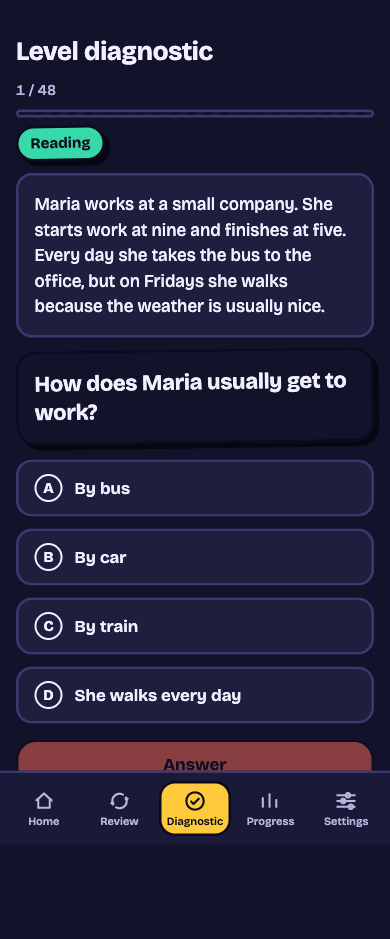 Level diagnostic
1 / 48
Reading
Maria works at a small company. She
starts work at nine and finishes at five.
Every day she takes the bus to the
office, but on Fridays she walks
because the weather is usually nice.
How does Maria usually get to
work?
A By bus
B By car
C By train
D She walks every day
Answer
Home Review Diagnostic Progress Settings